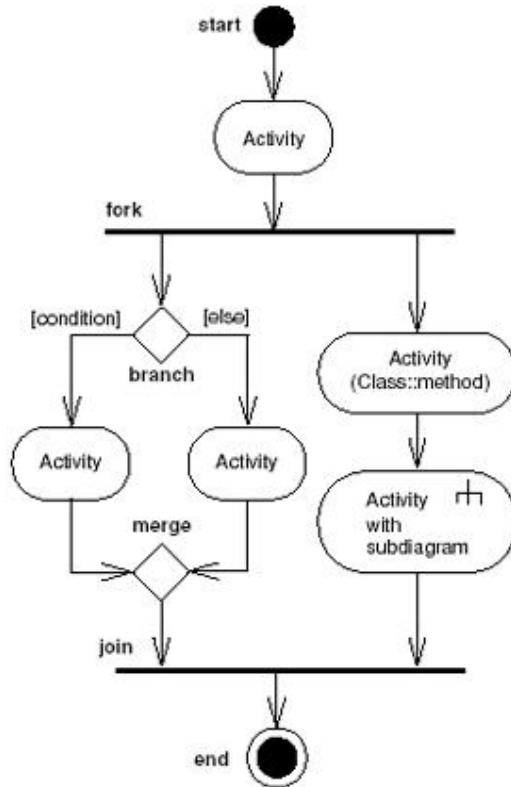 start
Activity
fork
[condition]
[else]
branch
Activity
(Class::method)
Activity
Activity
Activity
with
subdiagram
merge
join
end